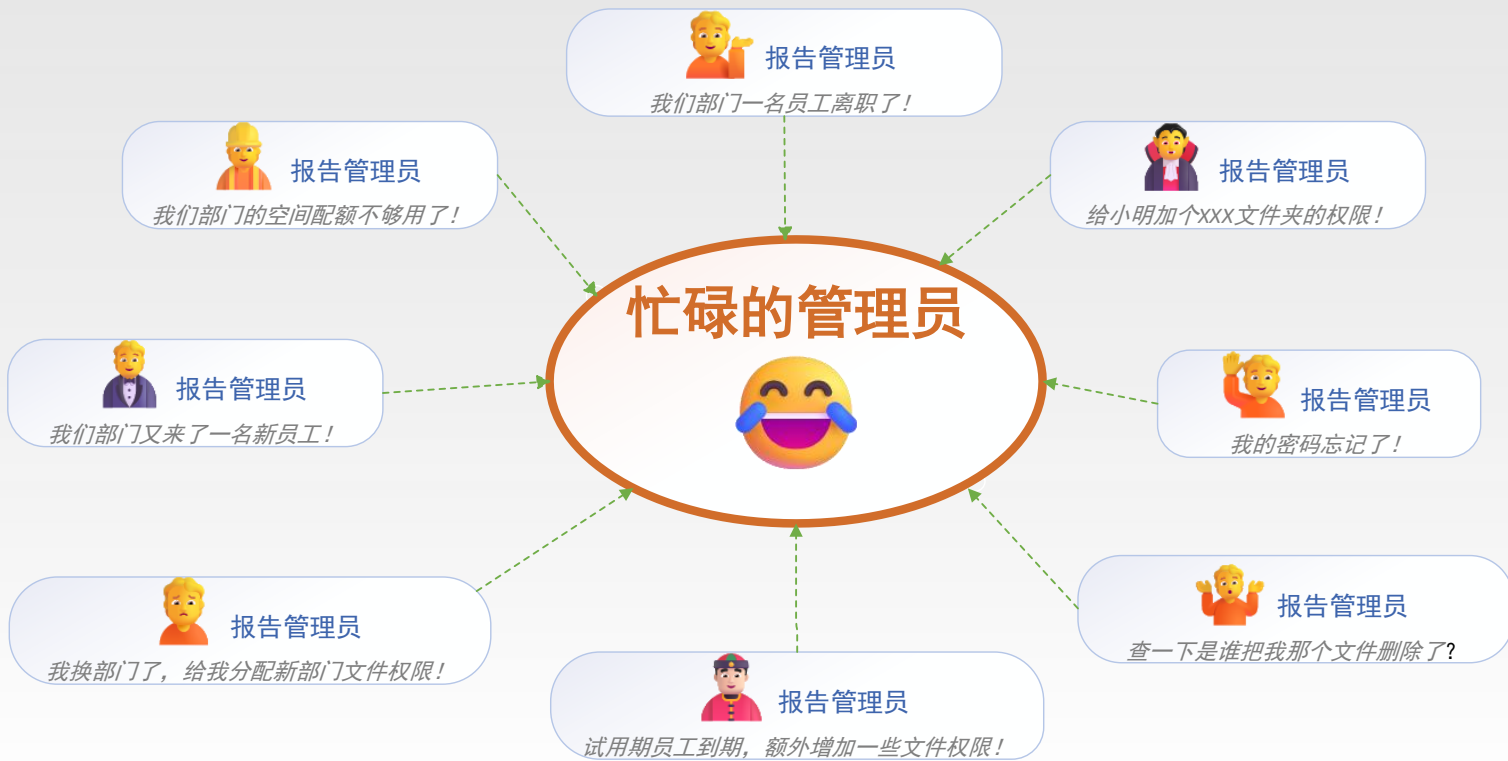 报告管理员
我们部门一名员工离职了！
报告管理员
我们部门的空间配额不够用了！
报告管理员
给小明加个xxx文件夹的权限！
忙碌的管理员
报告管理员
我们部门又来了一名新员工！
报告管理员
我的密码忘记了！
报告管理员
我换部门了，给我分配新部门文件权限！
报告管理员
查一下是谁把我那个文件删除了?
报告管理员
试用期员工到期，额外增加一些文件权限！